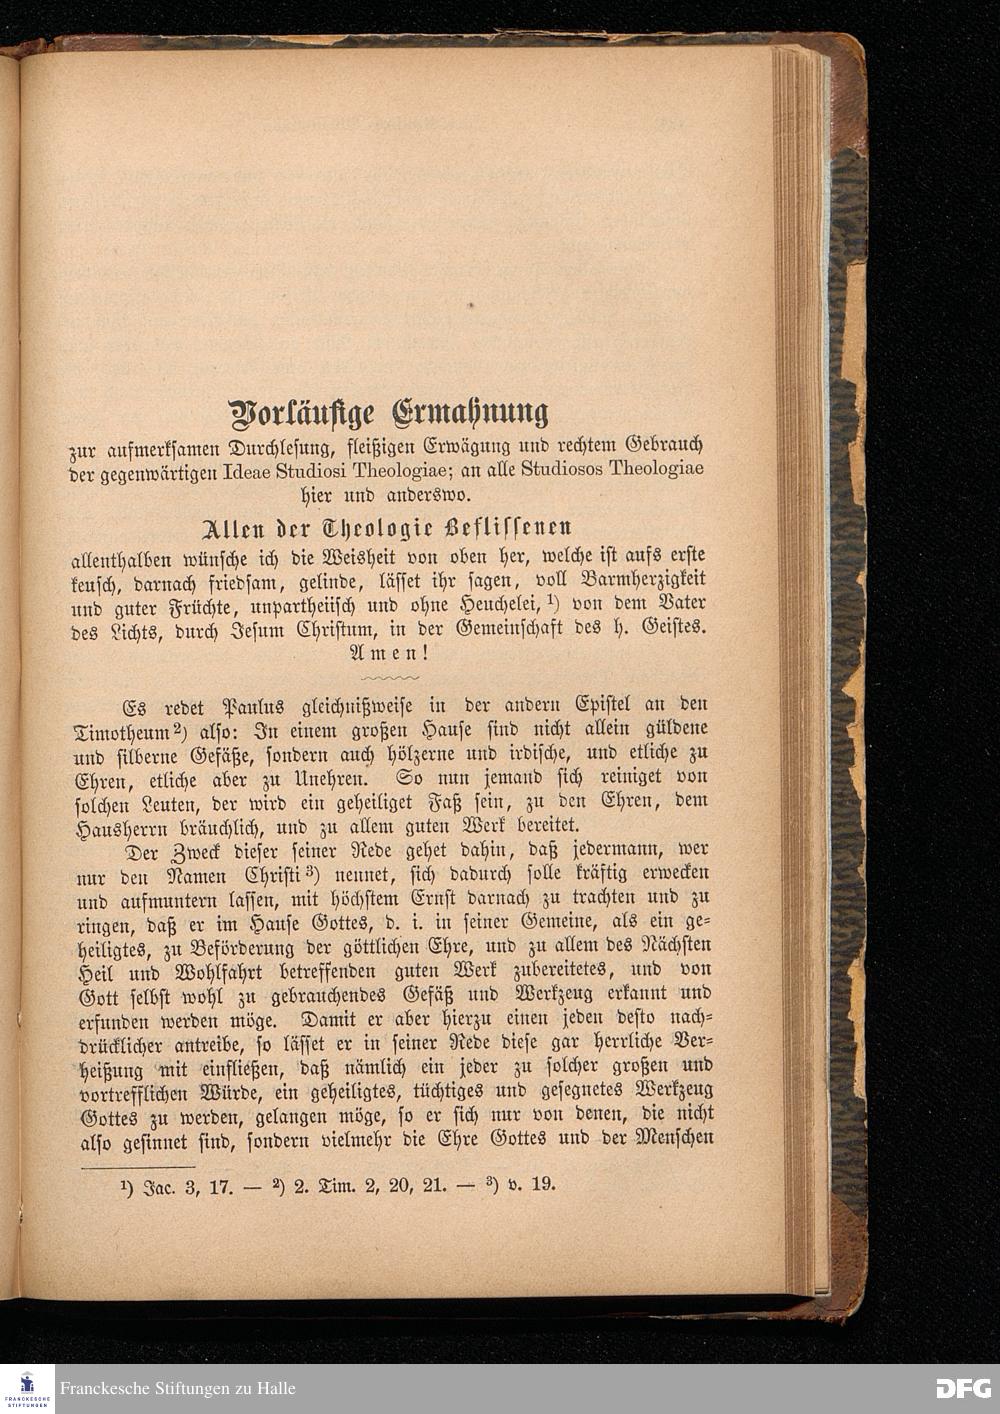 Vorläufige Ermahnung
zur aufmerksamen Durchlesung, fleißigen Erwägung und rechtem Gebrauch
der gegenwärtigen Ideae Studiosi Theologiae; an alle Studiosos Theologiae
hier und anderswo.
Allen der Theologie Beflissenen
allenthalben wünsche ich die Weisheit von oben her, welche ist aufs erste
keusch, darnach friedsam, gelinde, lässet ihr sagen, voll Barmherzigkeit
und guter Früchte, unpartheiisch und ohne Heuchelei, ¹) von dem Vater
des Lichts, durch Jesum Christum, in der Gemeinschaft des h. Geistes.
Amen!
Es redet Paulus gleichnißweise in der andern Epistel an den
Timotheum ²) also: In einem großen Hause sind nicht allein güldene
und silberne Gefäße, sondern auch hölzerne und irdische, und etliche zu
Ehren, etliche aber zu Unehren. So nun jemand sich reiniget von
solchen Leuten, der wird ein geheiliget Faß sein, zu den Ehren, dem
Hausherrn bräuchlich, und zu allem guten Werk bereitet.
Der Zweck dieser seiner Rede gehet dahin, daß jedermann, wer
nur den Namen Christi ³) nennet, sich dadurch solle kräftig erwecken
und aufmuntern lassen, mit höchstem Ernst darnach zu trachten und zu
ringen, daß er im Hause Gottes, d. i. in seiner Gemeine, als ein ge-
heiligtes, zu Beförderung der göttlichen Ehre, und zu allem des Nächsten
Heil und Wohlfahrt betreffenden guten Werk zubereitetes, und von
Gott selbst wohl zu gebrauchendes Gefäß und Werkzeug erkannt und
erfunden werden möge. Damit er aber hierzu einen jeden desto nach-
drücklicher antreibe, so lässet er in seiner Rede diese gar herrliche Ver-
heißung mit einfließen, daß nämlich ein jeder zu solcher großen und
vortrefflichen Würde, ein geheiligtes, tüchtiges und gesegnetes Werkzeug
Gottes zu werden, gelangen möge, so er sich nur von denen, die nicht
also gesinnet sind, sondern vielmehr die Ehre Gottes und der Menschen
¹) Jac. 3, 17. — ²) 2. Tim. 2, 20, 21. — ³) v. 19.
FRANCKESCHE
STIFTUNGEN
Franckesche Stiftungen zu Halle
DFG